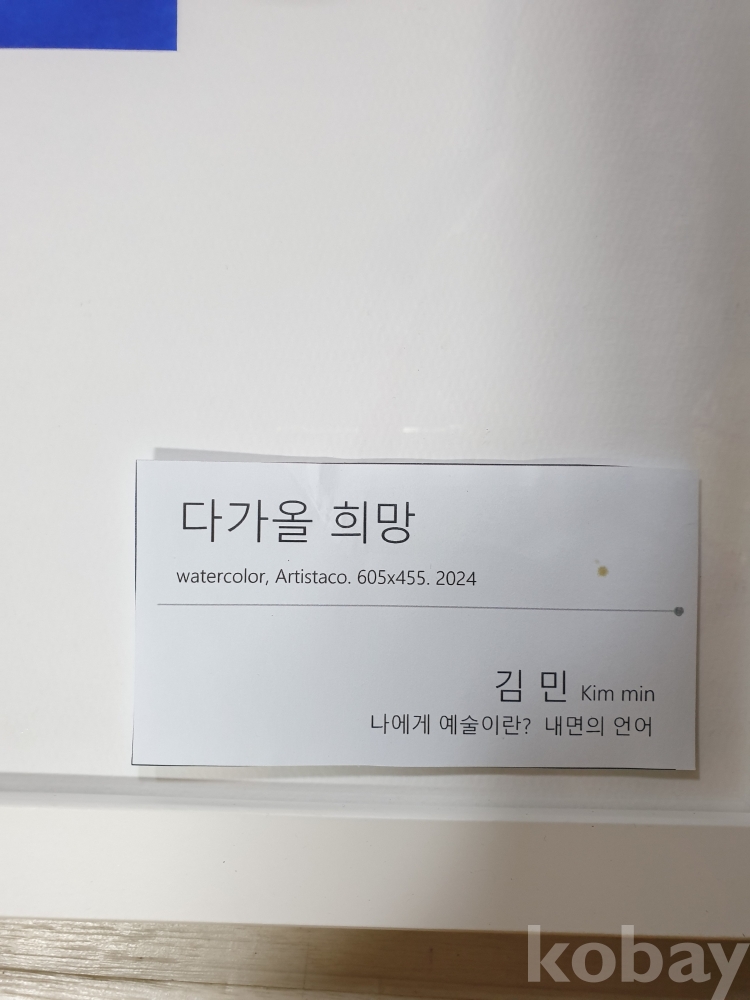 다가올 희망
watercolor, Artistaco. 605x455. 2024
김 민 Kim min
나에게 예술이란? 내면의 언어
kobay